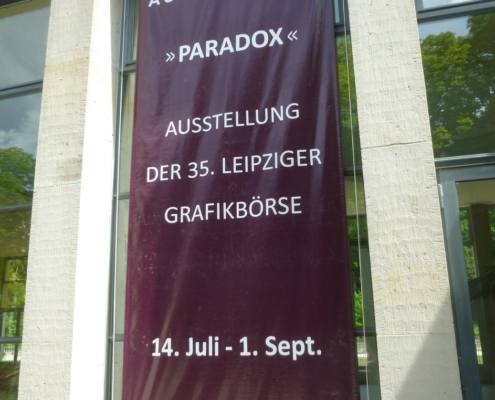 »PARADOX«
AUSSTELLUNG
DER 35. LEIPZIGER
GRAFIKBÖRSE
14. Juli - 1. Sept.